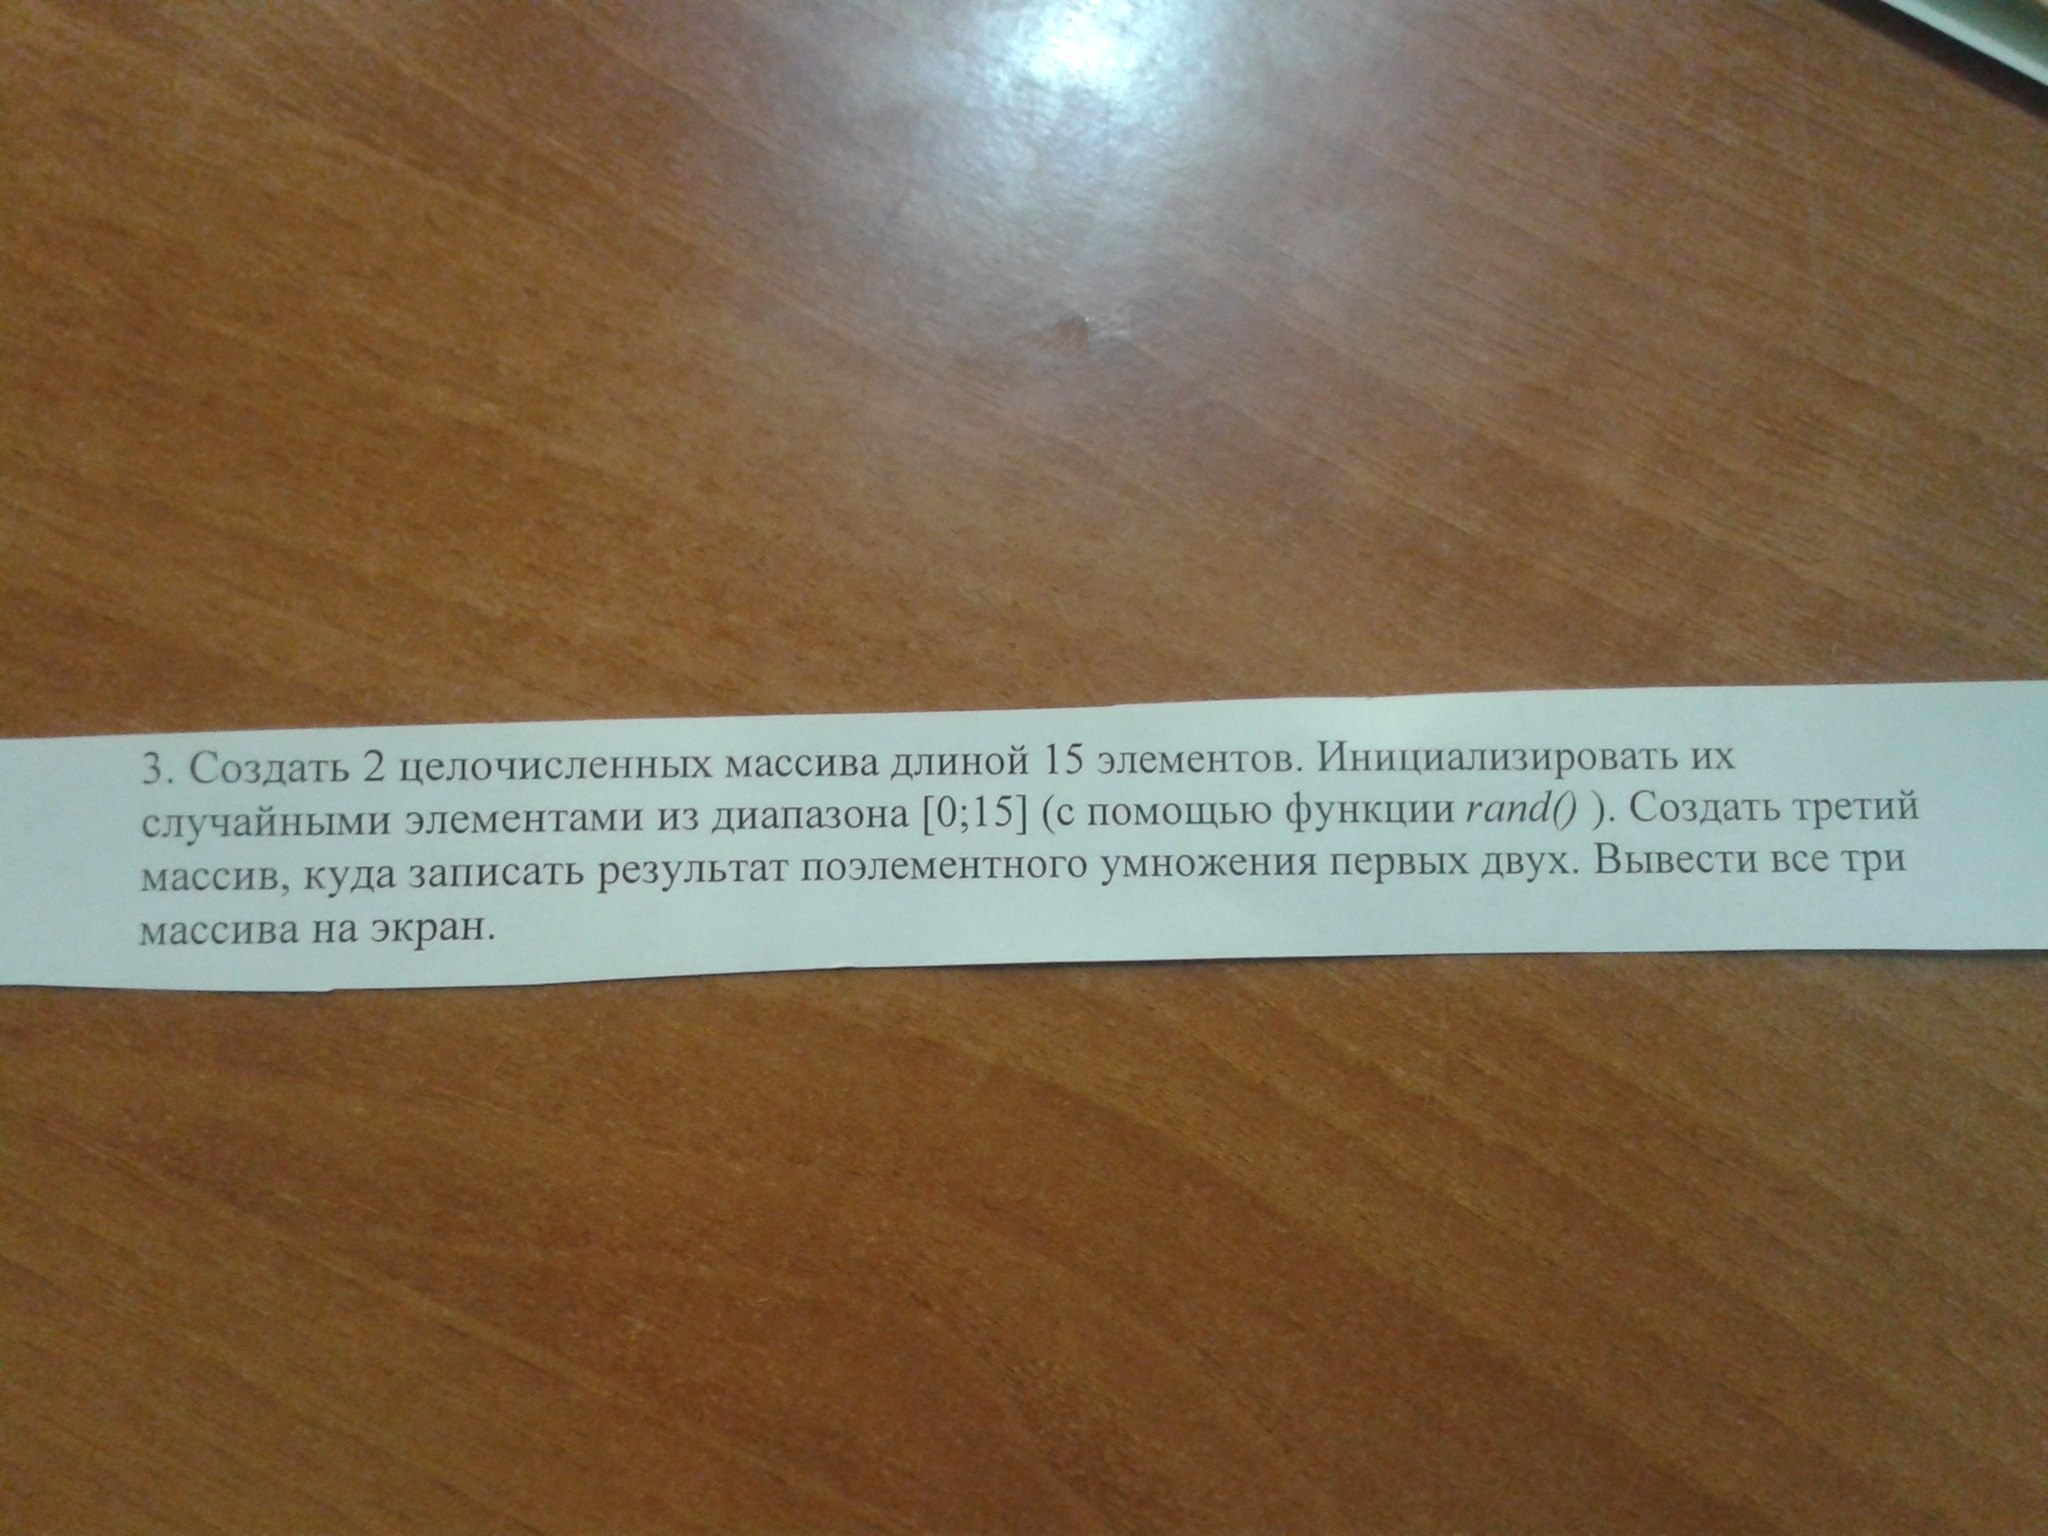 3. Создать 2 целочисленных массива длиной 15 элементов. Инициализировать их
случайными элементами из диапазона [0;15] (с помощью функции rand() ). Создать третий
массив, куда записать результат поэлементного умножения первых двух. Вывести все три
массива на экран.